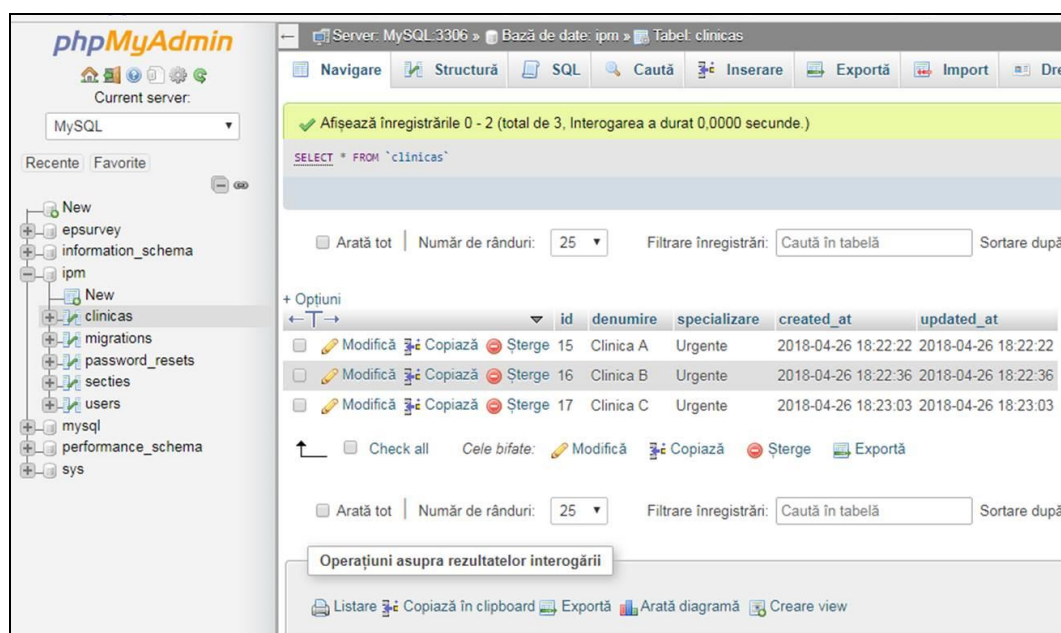 phpMyAdmin
Current server:
MySQL
Recente Favorite
New
epsurvey
information_schema
ipm
New
clinicas
migrations
password_resets
secties
users
mysql
performance_schema
sys
Server: MySQL:3306 » Bază de date: ipm » Tabel: clinicas
Navigare Structură SQL Caută Inserare Exportă Import Dre
Afișează înregistrările 0 - 2 (total de 3, Interogarea a durat 0,0000 secunde.)
SELECT * FROM `clinicas`
Arată tot Număr de rânduri: 25 Filtrare înregistrări: Caută în tabelă Sortare după
+ Opțiuni
id denumire specializare created_at updated_at
Modifică Copiază Șterge 15 Clinica A Urgente 2018-04-26 18:22:22 2018-04-26 18:22:22
Modifică Copiază Șterge 16 Clinica B Urgente 2018-04-26 18:22:36 2018-04-26 18:22:36
Modifică Copiază Șterge 17 Clinica C Urgente 2018-04-26 18:23:03 2018-04-26 18:23:03
Check all Cele bifate: Modifică Copiază Șterge Exportă
Arată tot Număr de rânduri: 25 Filtrare înregistrări: Caută în tabelă Sortare după
Operațiuni asupra rezultatelor interogării
Listare Copiază în clipboard Exportă Arată diagramă Creare view